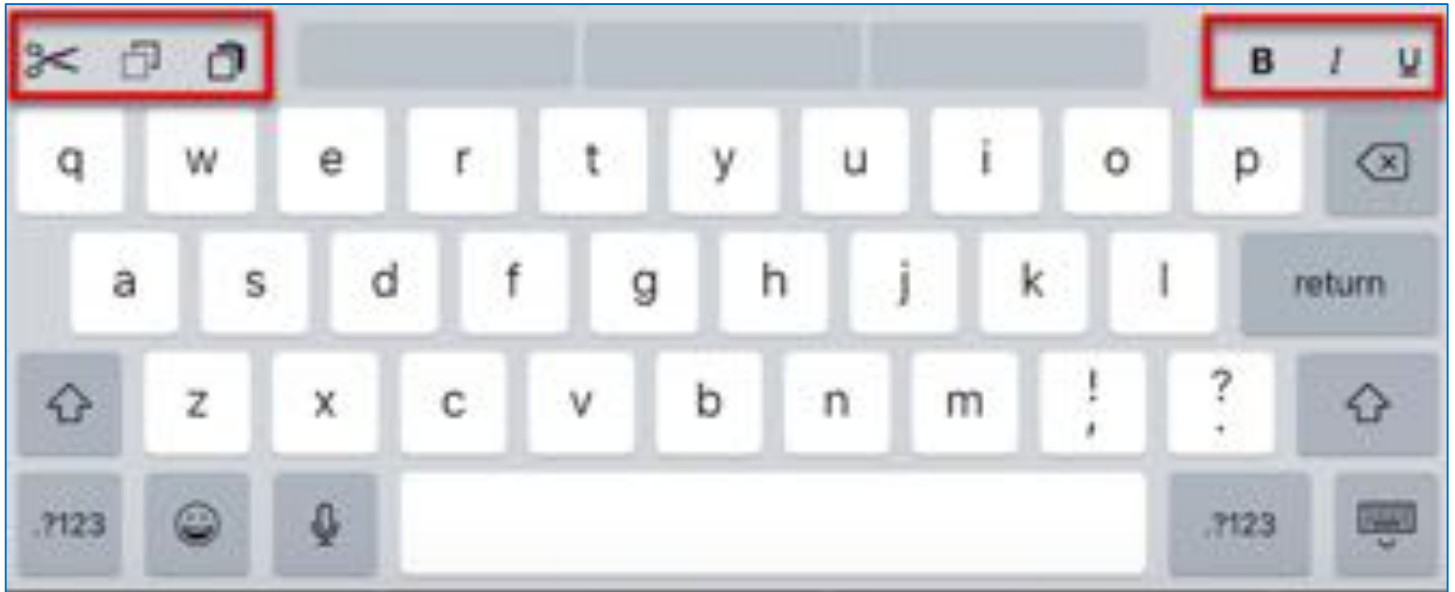 B I U
q w e r t y u i o p
a s d f g h j k l return
z x c v b n m ! , ? .
.?123 .?123